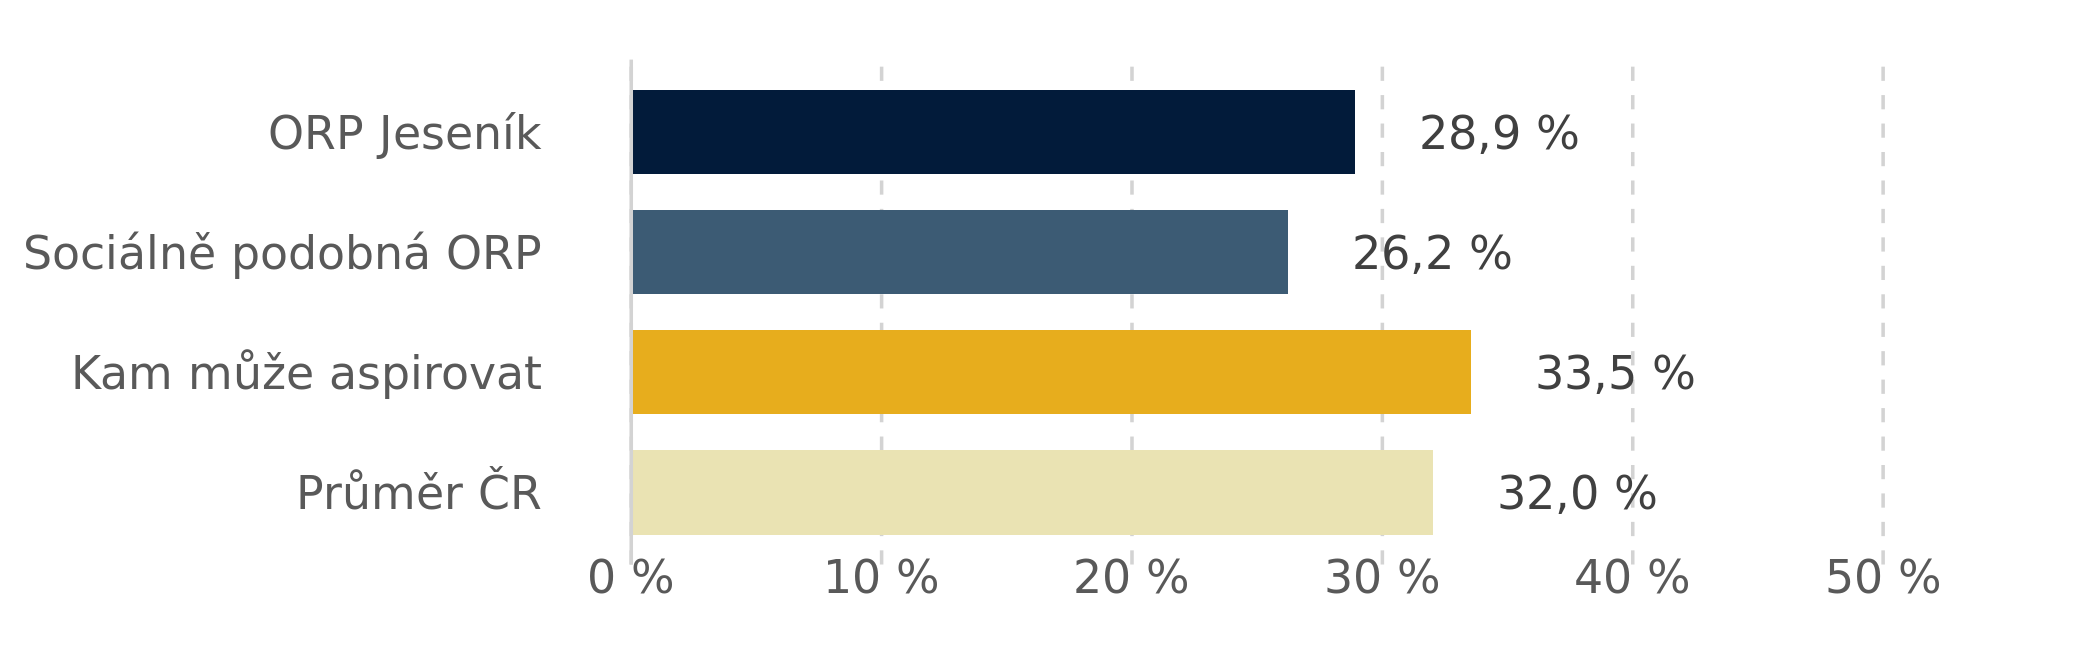 ORP Jeseník 28,9 %
Sociálně podobná ORP 26,2 %
Kam může aspirovat 33,5 %
Průměr ČR 32,0 %
0 % 10 % 20 % 30 % 40 % 50 %